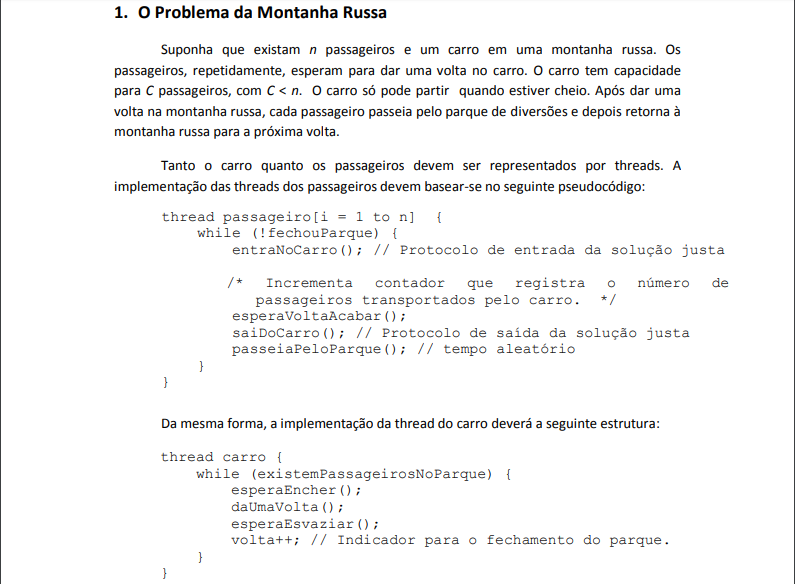 1. O Problema da Montanha Russa
Suponha que existam n passageiros e um carro em uma montanha russa. Os
passageiros, repetidamente, esperam para dar uma volta no carro. O carro tem capacidade
para C passageiros, com C < n. O carro só pode partir quando estiver cheio. Após dar uma
volta na montanha russa, cada passageiro passeia pelo parque de diversões e depois retorna à
montanha russa para a próxima volta.
Tanto o carro quanto os passageiros devem ser representados por threads. A
implementação das threads dos passageiros devem basear-se no seguinte pseudocódigo:
thread passageiro[i = 1 to n] {
while (!fechouParque) {
entraNoCarro(); // Protocolo de entrada da solução justa
/* Incrementa contador que registra o número de
passageiros transportados pelo carro. */
esperaVoltaAcabar();
saiDoCarro(); // Protocolo de saída da solução justa
passeiaPeloParque(); // tempo aleatório
}
}
Da mesma forma, a implementação da thread do carro deverá a seguinte estrutura:
thread carro {
while (existemPassageirosNoParque) {
esperaEncher();
daUmaVolta();
esperaEsvaziar();
volta++; // Indicador para o fechamento do parque.
}
}